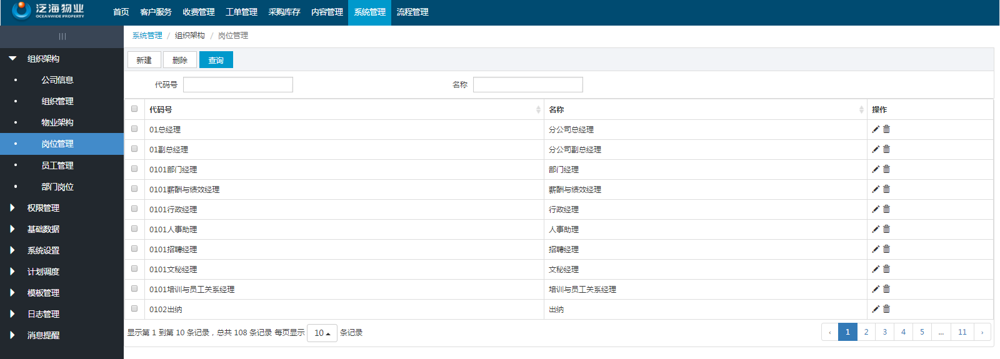 泛海物业
OCEANWIDE PROPERTY
首页 客户服务 收费管理 工单管理 采购库存 内容管理 系统管理 流程管理
系统管理 / 组织架构 / 岗位管理
组织架构
公司信息
组织管理
物业架构
岗位管理
员工管理
部门岗位
权限管理
基础数据
系统设置
计划调度
模板管理
日志管理
消息提醒
新建 删除 查询
代码号 名称
代码号 名称 操作
01总经理 分公司总经理
01副总经理 分公司副总经理
0101部门经理 部门经理
0101薪酬与绩效经理 薪酬与绩效经理
0101行政经理 行政经理
0101人事助理 人事助理
0101招聘经理 招聘经理
0101文秘经理 文秘经理
0101培训与员工关系经理 培训与员工关系经理
0102出纳 出纳
显示第 1 到第 10 条记录，总共 108 条记录 每页显示 10 条记录
‹ 1 2 3 4 5 ... 11 ›